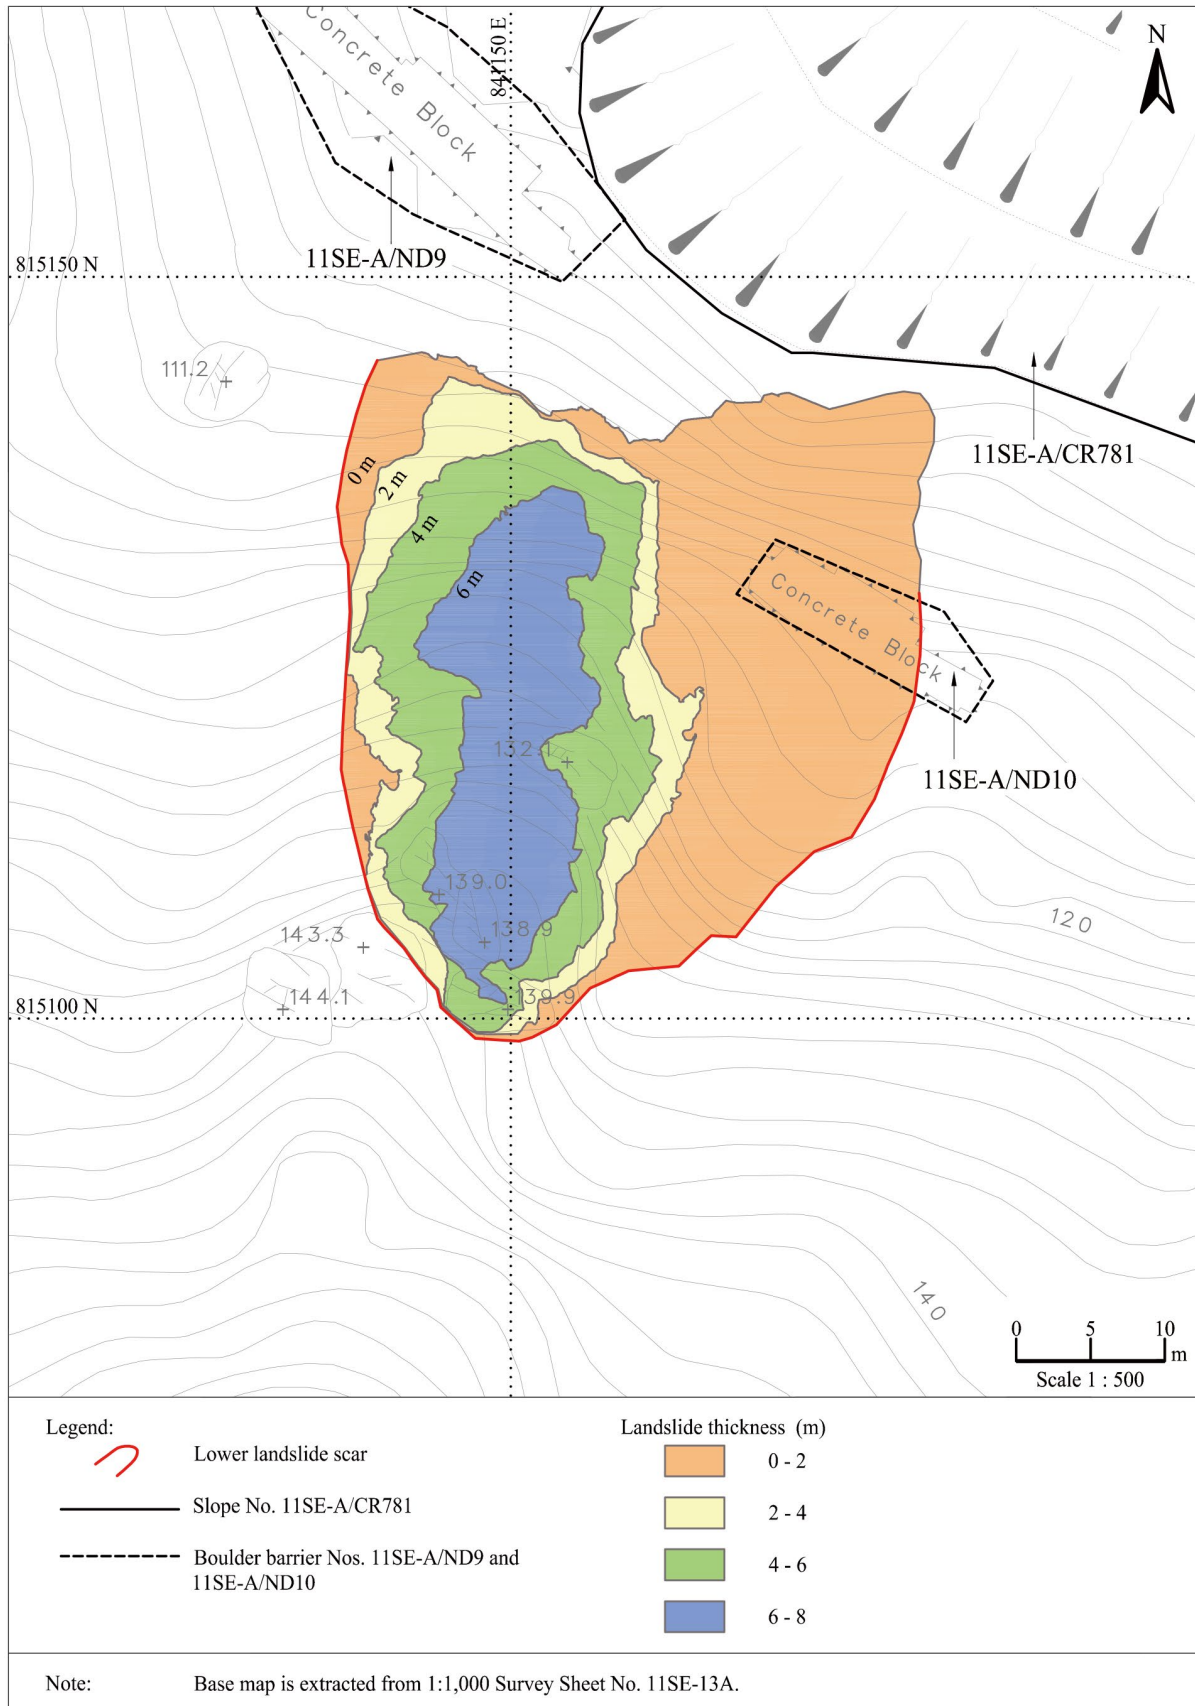 Concrete Block
841150 E
N
11SE-A/ND9
815150 N
111.2
11SE-A/CR781
0 m
2 m
4 m
6 m
Concrete Block
132.1
11SE-A/ND10
139.0
143.3
138.9
120
144.1
139.9
815100 N
140
0 5 10
m
Scale 1 : 500
Legend:
Lower landslide scar
Slope No. 11SE-A/CR781
Boulder barrier Nos. 11SE-A/ND9 and
11SE-A/ND10
Landslide thickness (m)
0 - 2
2 - 4
4 - 6
6 - 8
Note: Base map is extracted from 1:1,000 Survey Sheet No. 11SE-13A.